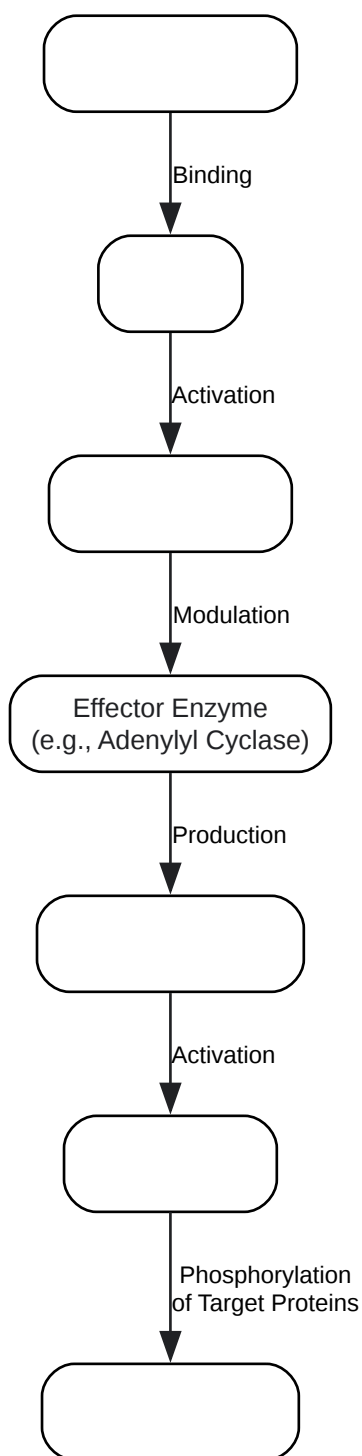 Binding
Activation
Modulation
Effector Enzyme
(e.g., Adenylyl Cyclase)
Production
Activation
Phosphorylation
of Target Proteins